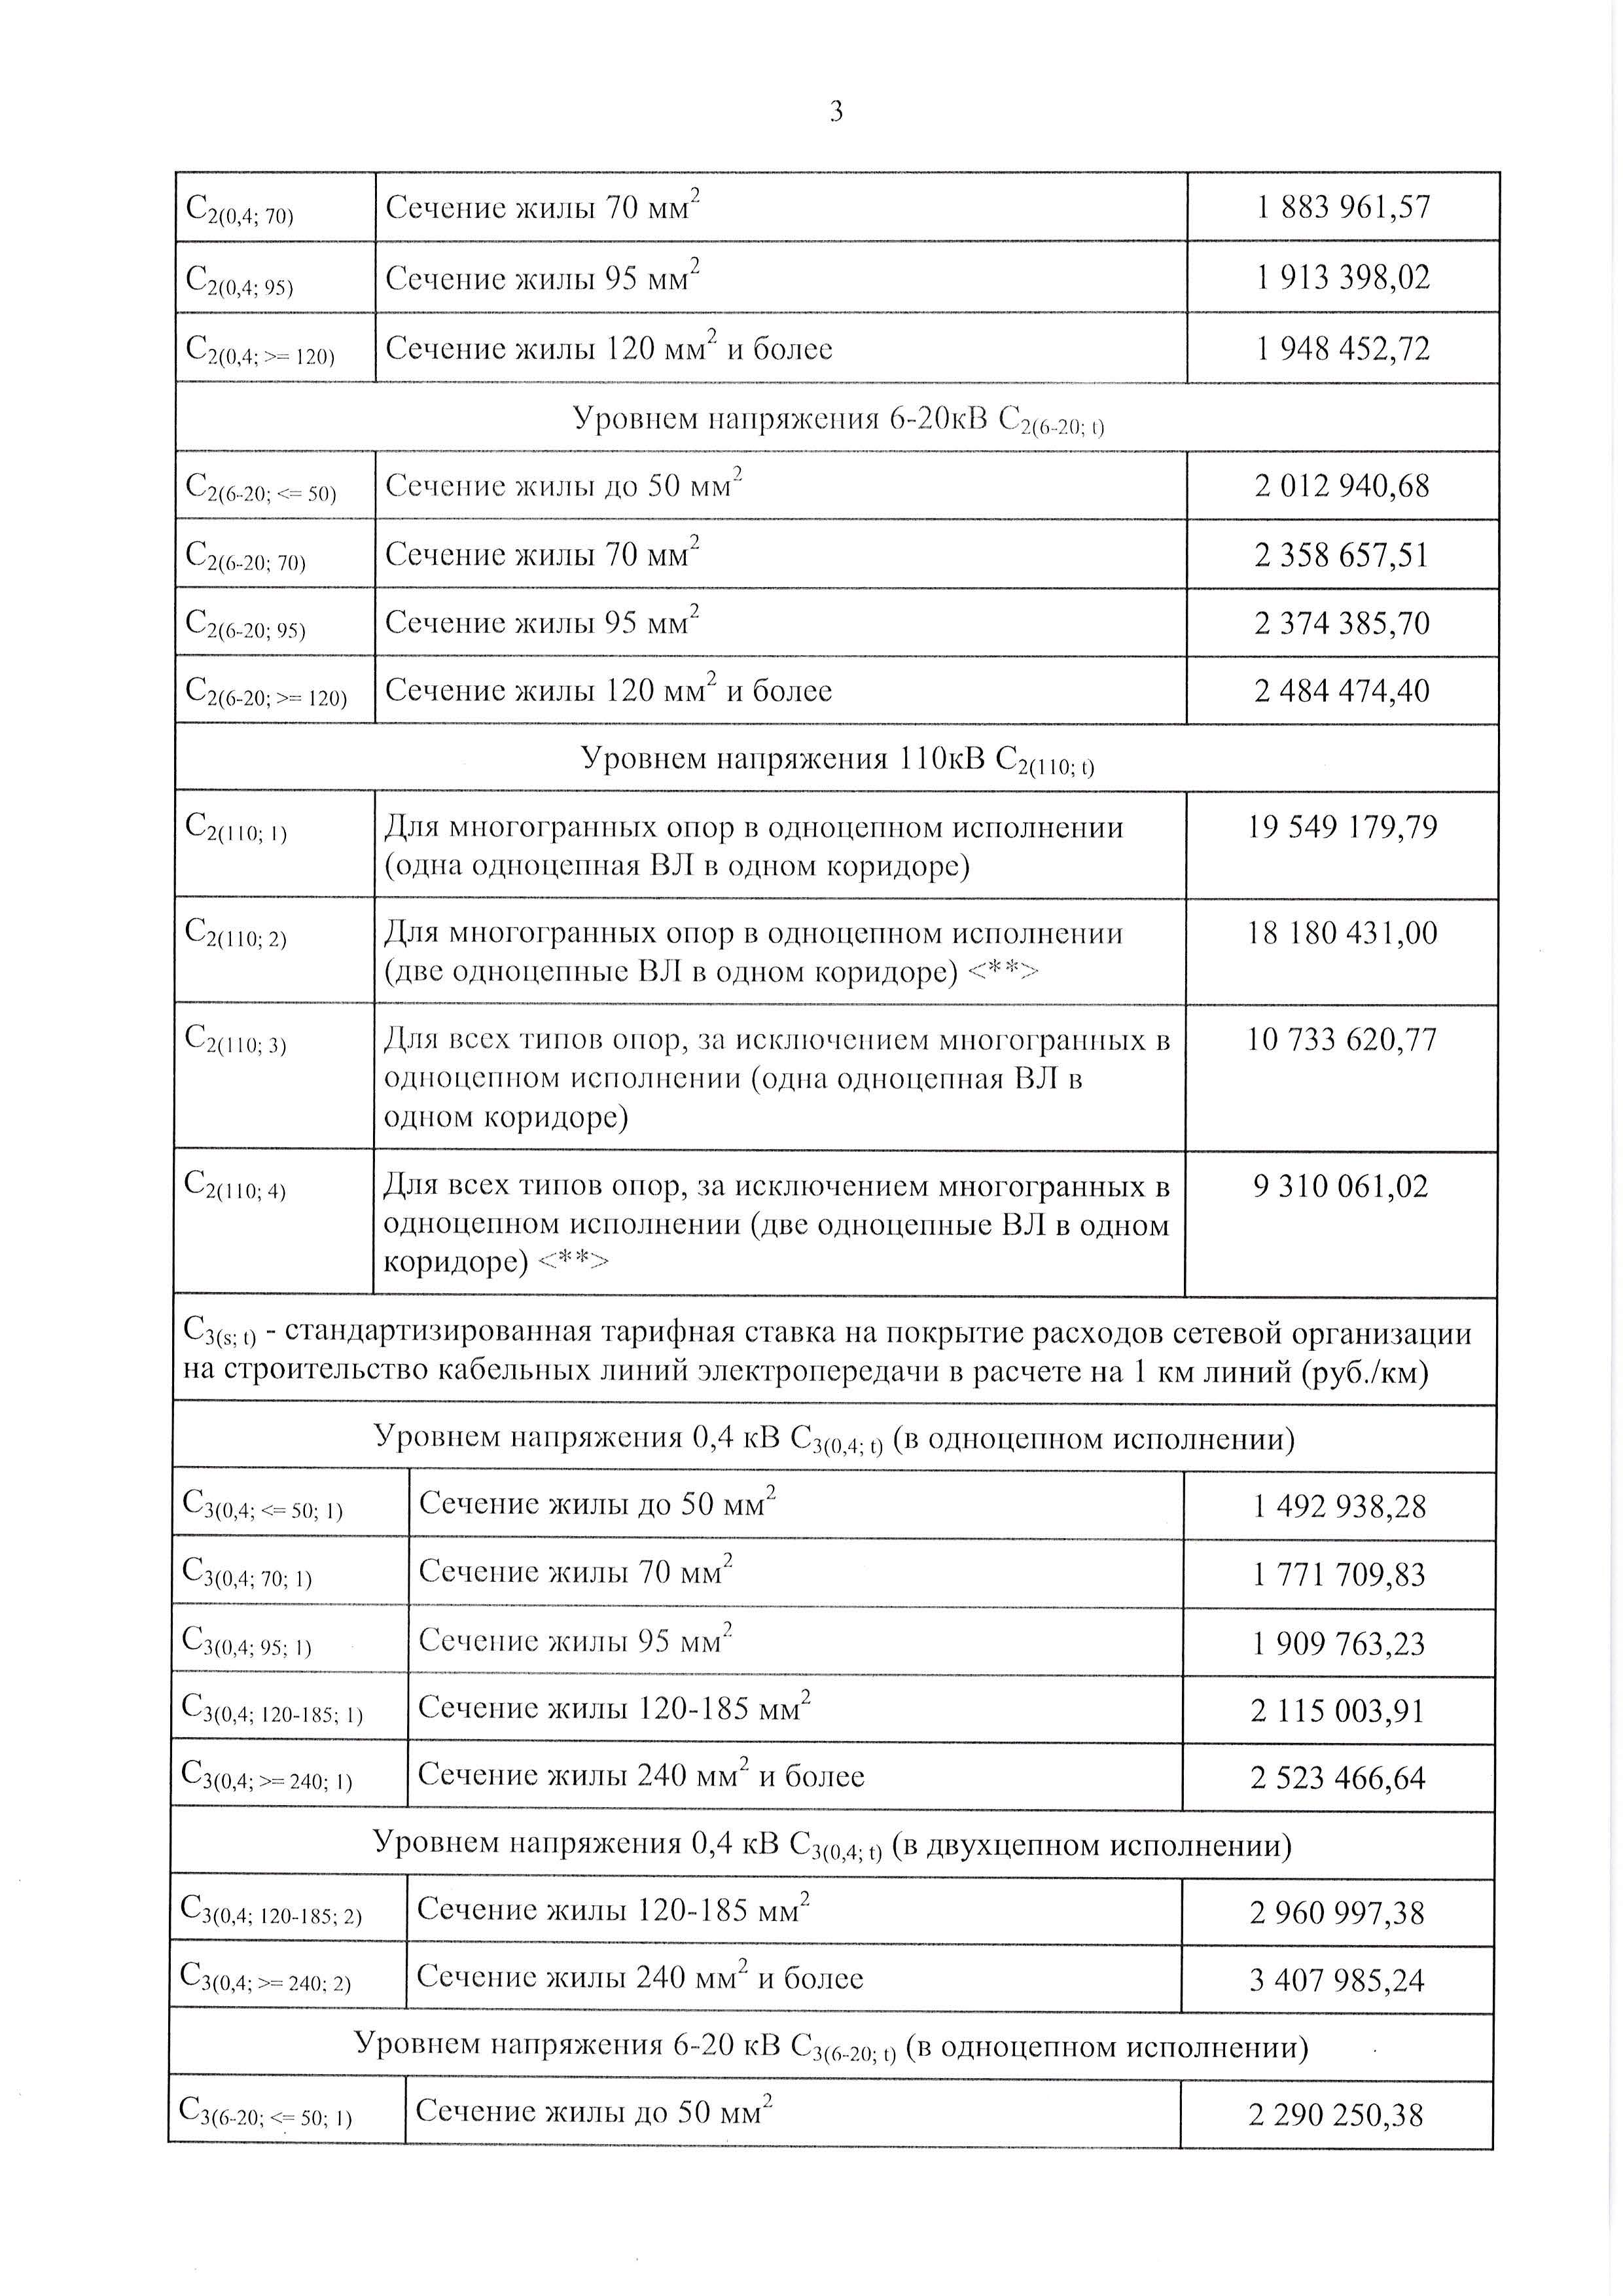 3
C2(0,4; 70) Сечение жилы 70 мм² 1 883 961,57
C2(0,4; 95) Сечение жилы 95 мм² 1 913 398,02
C2(0,4; >= 120) Сечение жилы 120 мм² и более 1 948 452,72
Уровнем напряжения 6-20кВ C2(6-20; t)
C2(6-20; <= 50) Сечение жилы до 50 мм² 2 012 940,68
C2(6-20; 70) Сечение жилы 70 мм² 2 358 657,51
C2(6-20; 95) Сечение жилы 95 мм² 2 374 385,70
C2(6-20; >= 120) Сечение жилы 120 мм² и более 2 484 474,40
Уровнем напряжения 110кВ C2(110; t)
C2(110; 1) Для многогранных опор в одноцепном исполнении 19 549 179,79
(одна одноцепная ВЛ в одном коридоре)
C2(110; 2) Для многогранных опор в одноцепном исполнении 18 180 431,00
(две одноцепные ВЛ в одном коридоре) <**>
C2(110; 3) Для всех типов опор, за исключением многогранных в 10 733 620,77
одноцепном исполнении (одна одноцепная ВЛ в
одном коридоре)
C2(110; 4) Для всех типов опор, за исключением многогранных в 9 310 061,02
одноцепном исполнении (две одноцепные ВЛ в одном
коридоре) <**>
C3(s; t) - стандартизированная тарифная ставка на покрытие расходов сетевой организации
на строительство кабельных линий электропередачи в расчете на 1 км линий (руб./км)
Уровнем напряжения 0,4 кВ C3(0,4; t) (в одноцепном исполнении)
C3(0,4; <= 50; 1) Сечение жилы до 50 мм² 1 492 938,28
C3(0,4; 70; 1) Сечение жилы 70 мм² 1 771 709,83
C3(0,4; 95; 1) Сечение жилы 95 мм² 1 909 763,23
C3(0,4; 120-185; 1) Сечение жилы 120-185 мм² 2 115 003,91
C3(0,4; >= 240; 1) Сечение жилы 240 мм² и более 2 523 466,64
Уровнем напряжения 0,4 кВ C3(0,4; t) (в двухцепном исполнении)
C3(0,4; 120-185; 2) Сечение жилы 120-185 мм² 2 960 997,38
C3(0,4; >= 240; 2) Сечение жилы 240 мм² и более 3 407 985,24
Уровнем напряжения 6-20 кВ C3(6-20; t) (в одноцепном исполнении)
C3(6-20; <= 50; 1) Сечение жилы до 50 мм² 2 290 250,38